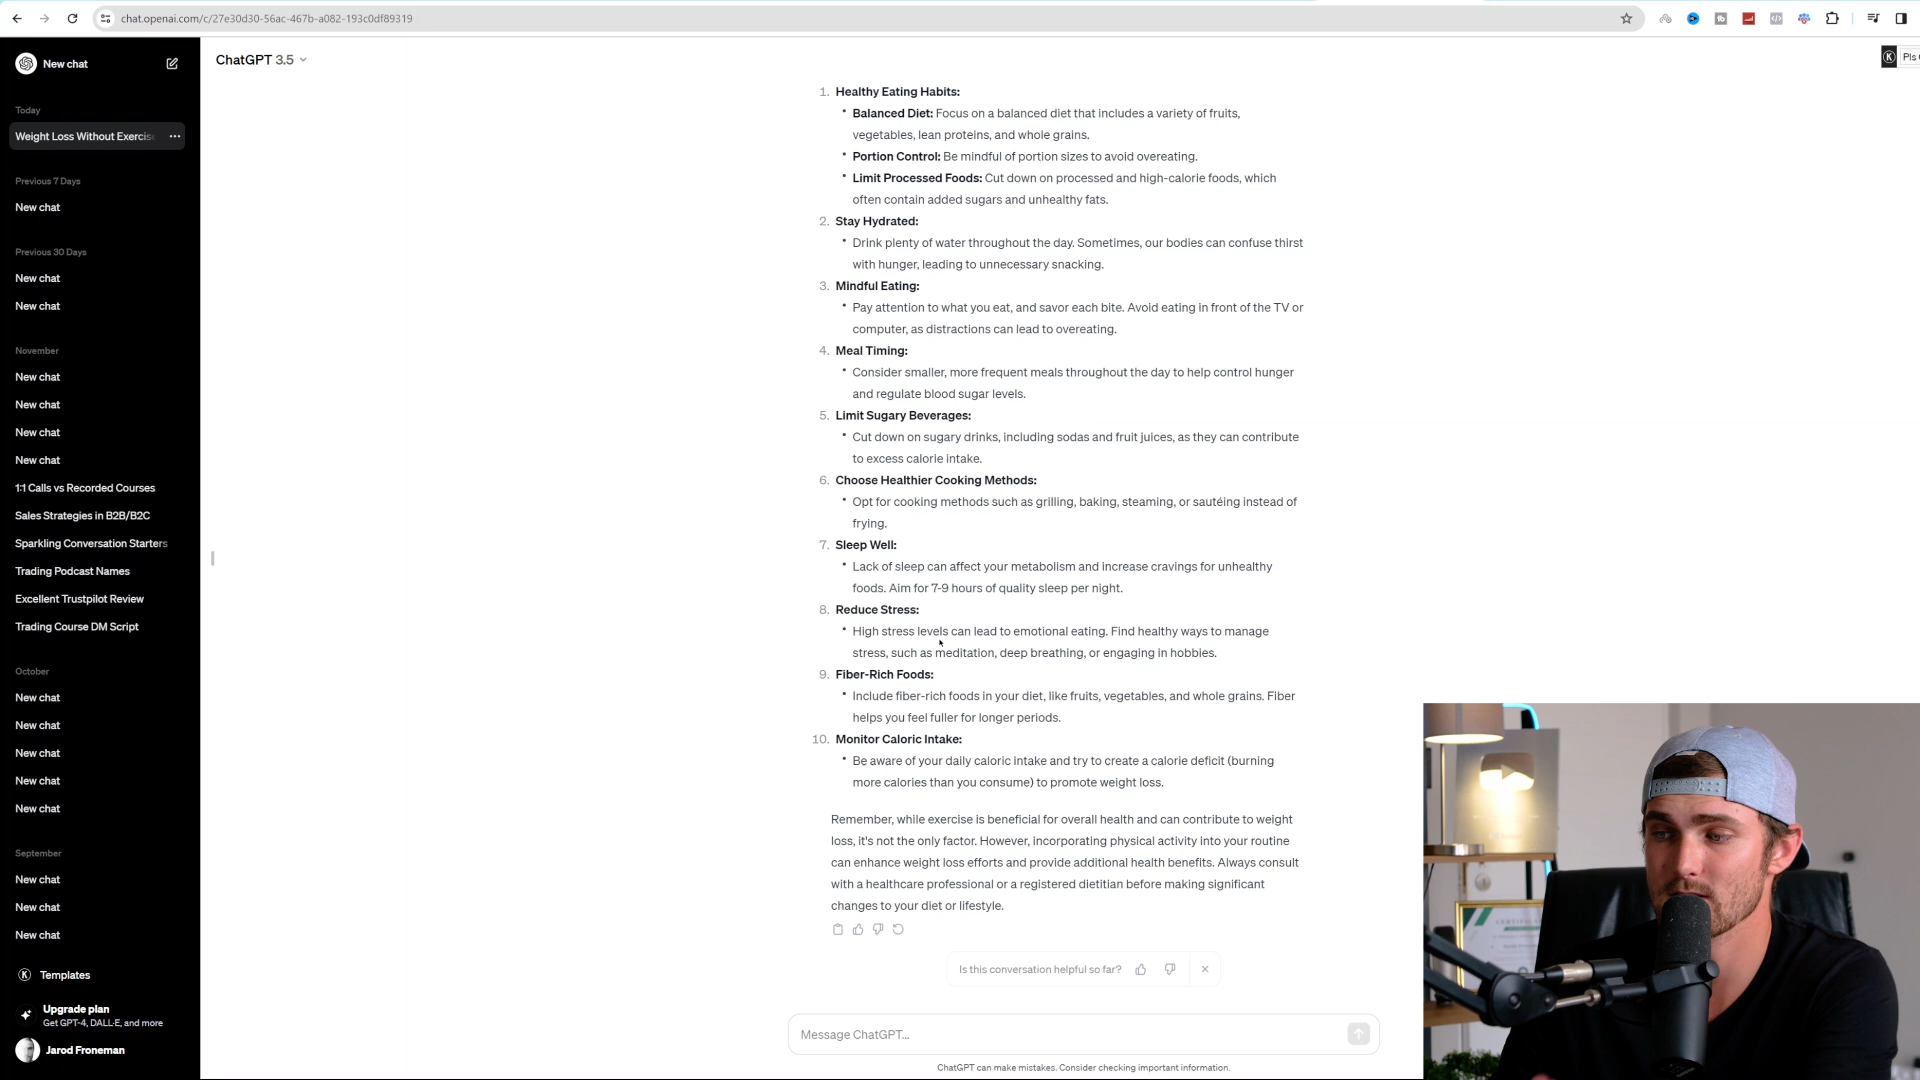 chat.openai.com/c/27e30d30-56ac-467b-a082-193c0df89319
New chat
Today
Weight Loss Without Exercis
Previous 7 Days
New chat
Previous 30 Days
New chat
New chat
November
New chat
New chat
New chat
New chat
1:1 Calls vs Recorded Courses
Sales Strategies in B2B/B2C
Sparkling Conversation Starters
Trading Podcast Names
Excellent Trustpilot Review
Trading Course DM Script
October
New chat
New chat
New chat
New chat
New chat
September
New chat
New chat
New chat
Templates
Upgrade plan
Get GPT-4, DALL·E, and more
Jarod Froneman
ChatGPT 3.5
Pls
1. Healthy Eating Habits:
• Balanced Diet: Focus on a balanced diet that includes a variety of fruits,
vegetables, lean proteins, and whole grains.
• Portion Control: Be mindful of portion sizes to avoid overeating.
• Limit Processed Foods: Cut down on processed and high-calorie foods, which
often contain added sugars and unhealthy fats.
2. Stay Hydrated:
• Drink plenty of water throughout the day. Sometimes, our bodies can confuse thirst
with hunger, leading to unnecessary snacking.
3. Mindful Eating:
• Pay attention to what you eat, and savor each bite. Avoid eating in front of the TV or
computer, as distractions can lead to overeating.
4. Meal Timing:
• Consider smaller, more frequent meals throughout the day to help control hunger
and regulate blood sugar levels.
5. Limit Sugary Beverages:
• Cut down on sugary drinks, including sodas and fruit juices, as they can contribute
to excess calorie intake.
6. Choose Healthier Cooking Methods:
• Opt for cooking methods such as grilling, baking, steaming, or sautéing instead of
frying.
7. Sleep Well:
• Lack of sleep can affect your metabolism and increase cravings for unhealthy
foods. Aim for 7-9 hours of quality sleep per night.
8. Reduce Stress:
• High stress levels can lead to emotional eating. Find healthy ways to manage
stress, such as meditation, deep breathing, or engaging in hobbies.
9. Fiber-Rich Foods:
• Include fiber-rich foods in your diet, like fruits, vegetables, and whole grains. Fiber
helps you feel fuller for longer periods.
10. Monitor Caloric Intake:
• Be aware of your daily caloric intake and try to create a calorie deficit (burning
more calories than you consume) to promote weight loss.
Remember, while exercise is beneficial for overall health and can contribute to weight
loss, it's not the only factor. However, incorporating physical activity into your routine
can enhance weight loss efforts and provide additional health benefits. Always consult
with a healthcare professional or a registered dietitian before making significant
changes to your diet or lifestyle.
Is this conversation helpful so far?
Message ChatGPT...
ChatGPT can make mistakes. Consider checking important information.